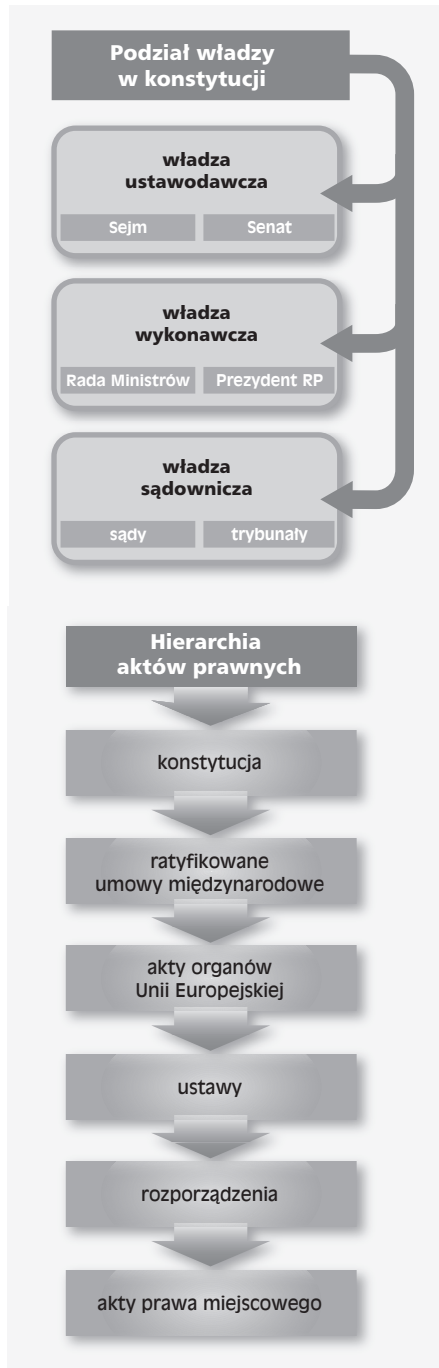 Podział władzy
w konstytucji
władza
ustawodawcza
Sejm
Senat
władza
wykonawcza
Rada Ministrów
Prezydent RP
władza
sądownicza
sądy
trybunały
Hierarchia
aktów prawnych
konstytucja
ratyfikowane
umowy międzynarodowe
akty organów
Unii Europejskiej
ustawy
rozporządzenia
akty prawa miejscowego